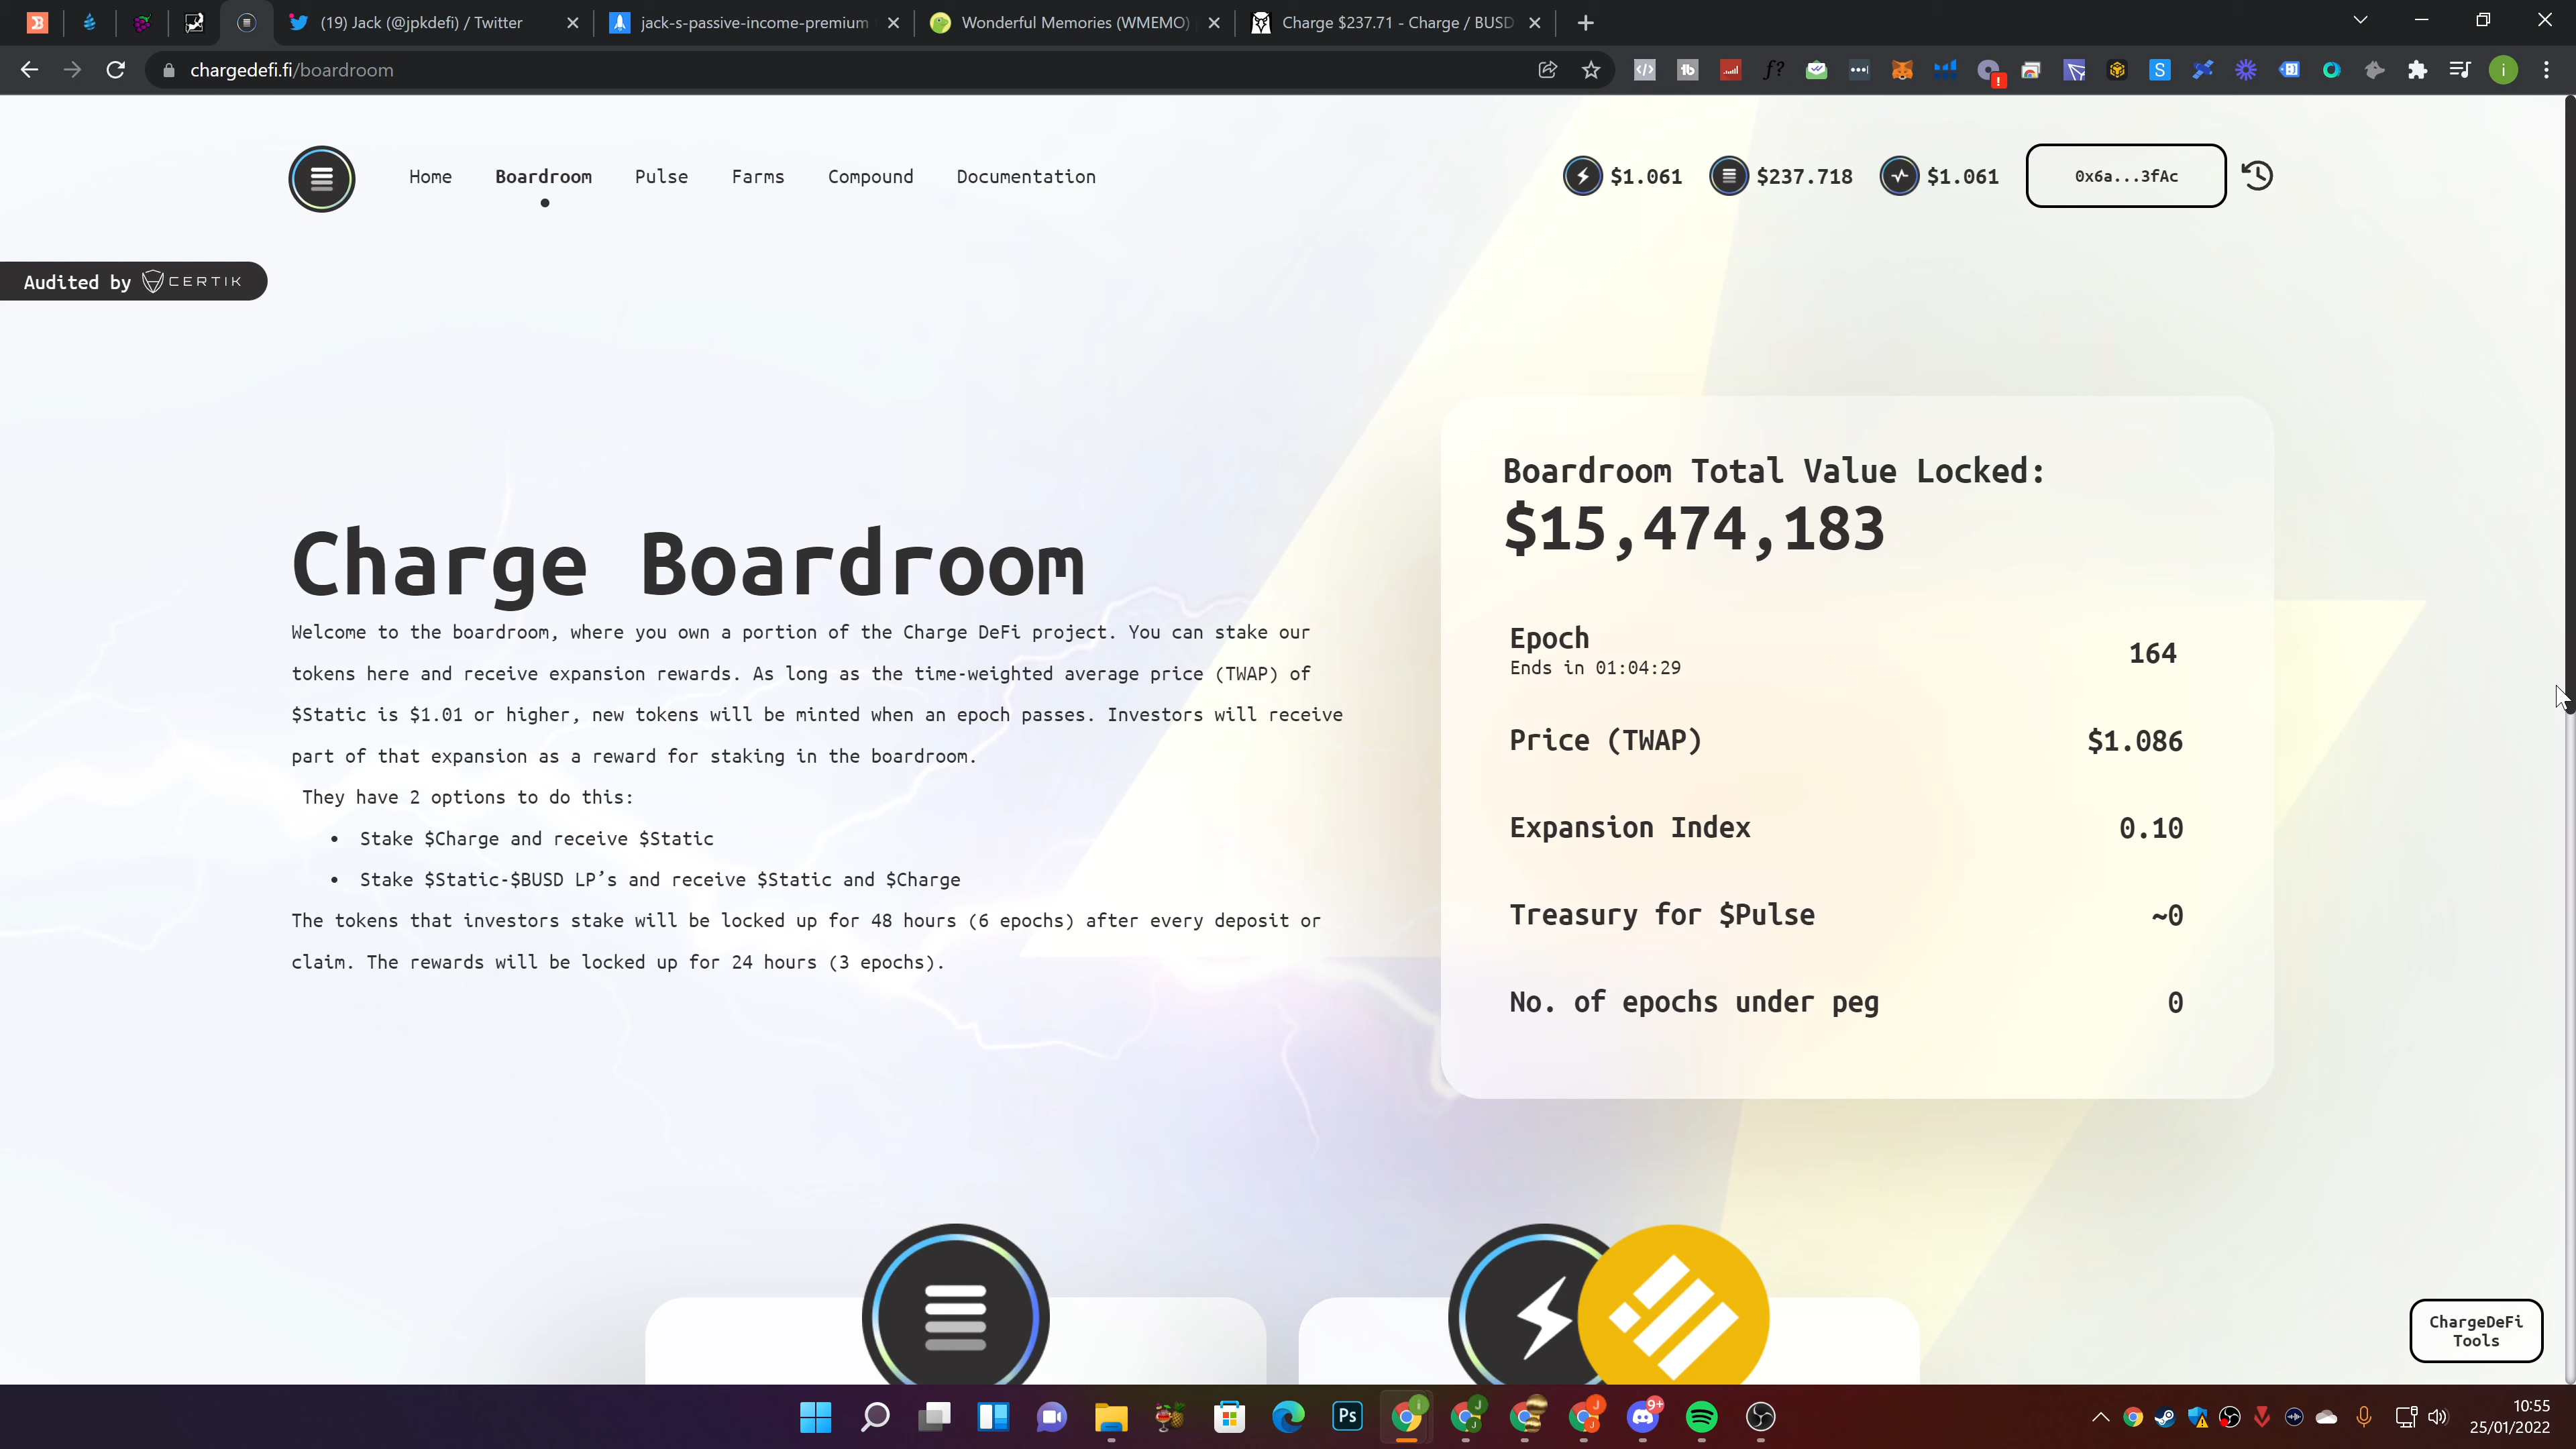 (19) Jack (@jpkdefi) / Twitter
jack-s-passive-income-premium
Wonderful Memories (WMEMO)
Charge $237.71 - Charge / BUSD
chargedefi.fi/boardroom
Home
Boardroom
Pulse
Farms
Compound
Documentation
$1.061
$237.718
$1.061
0x6a...3fAc
Audited by CERTIK
Charge Boardroom
Welcome to the boardroom, where you own a portion of the Charge DeFi project. You can stake our
tokens here and receive expansion rewards. As long as the time-weighted average price (TWAP) of
$Static is $1.01 or higher, new tokens will be minted when an epoch passes. Investors will receive
part of that expansion as a reward for staking in the boardroom.
They have 2 options to do this:
• Stake $Charge and receive $Static
• Stake $Static-$BUSD LP’s and receive $Static and $Charge
The tokens that investors stake will be locked up for 48 hours (6 epochs) after every deposit or
claim. The rewards will be locked up for 24 hours (3 epochs).
Boardroom Total Value Locked:
$15,474,183
Epoch 164
Ends in 01:04:29
Price (TWAP) $1.086
Expansion Index 0.10
Treasury for $Pulse ~0
No. of epochs under peg 0
ChargeDeFi
Tools
Ps
9+
10:55
25/01/2022